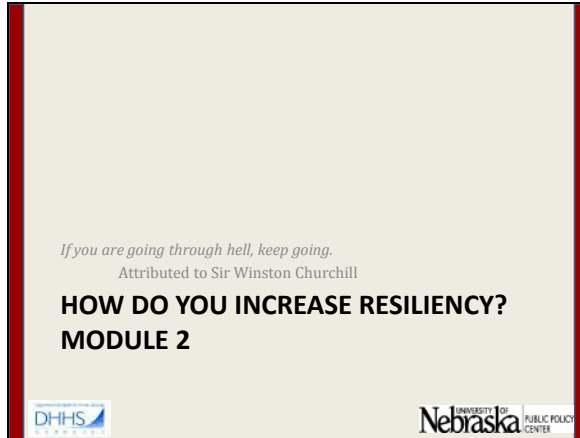 If you are going through hell, keep going.
Attributed to Sir Winston Churchill
HOW DO YOU INCREASE RESILIENCY?
MODULE 2
DHHS
UNIVERSITY OF
Nebraska
PUBLIC POLICY
CENTER